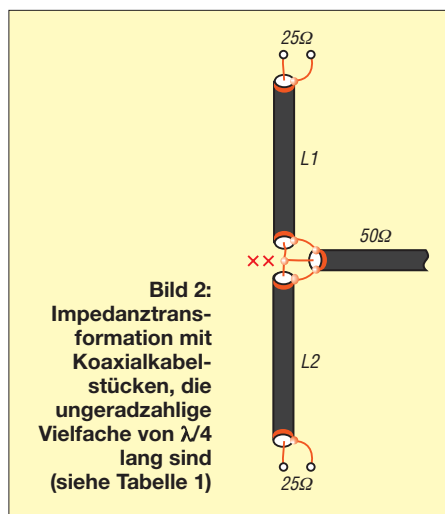 25Ω
L1
50Ω
××
Bild 2:
Impedanztrans-
formation mit
Koaxialkabel-
stücken, die
ungeradzahlige
Vielfache von λ/4
lang sind
(siehe Tabelle 1)
L2
25Ω